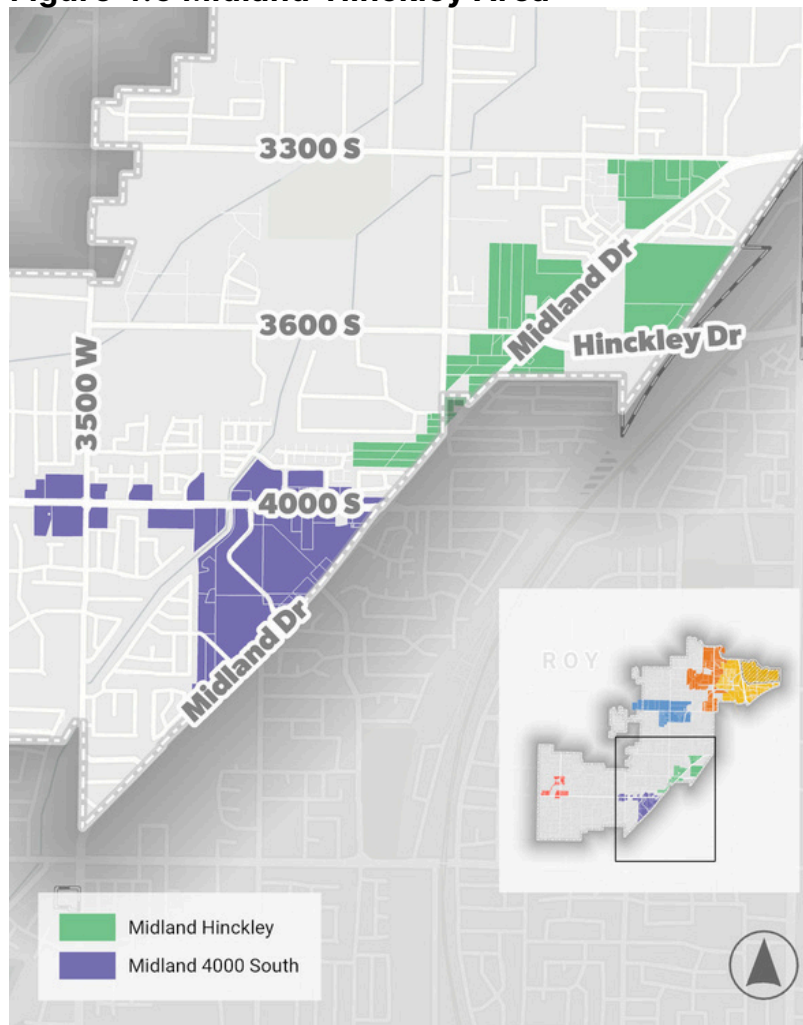 3300 S
Midland Dr
3600 S
Hinckley Dr
3500 W
4000 S
Midland Dr
ROY
Midland Hinckley
Midland 4000 South